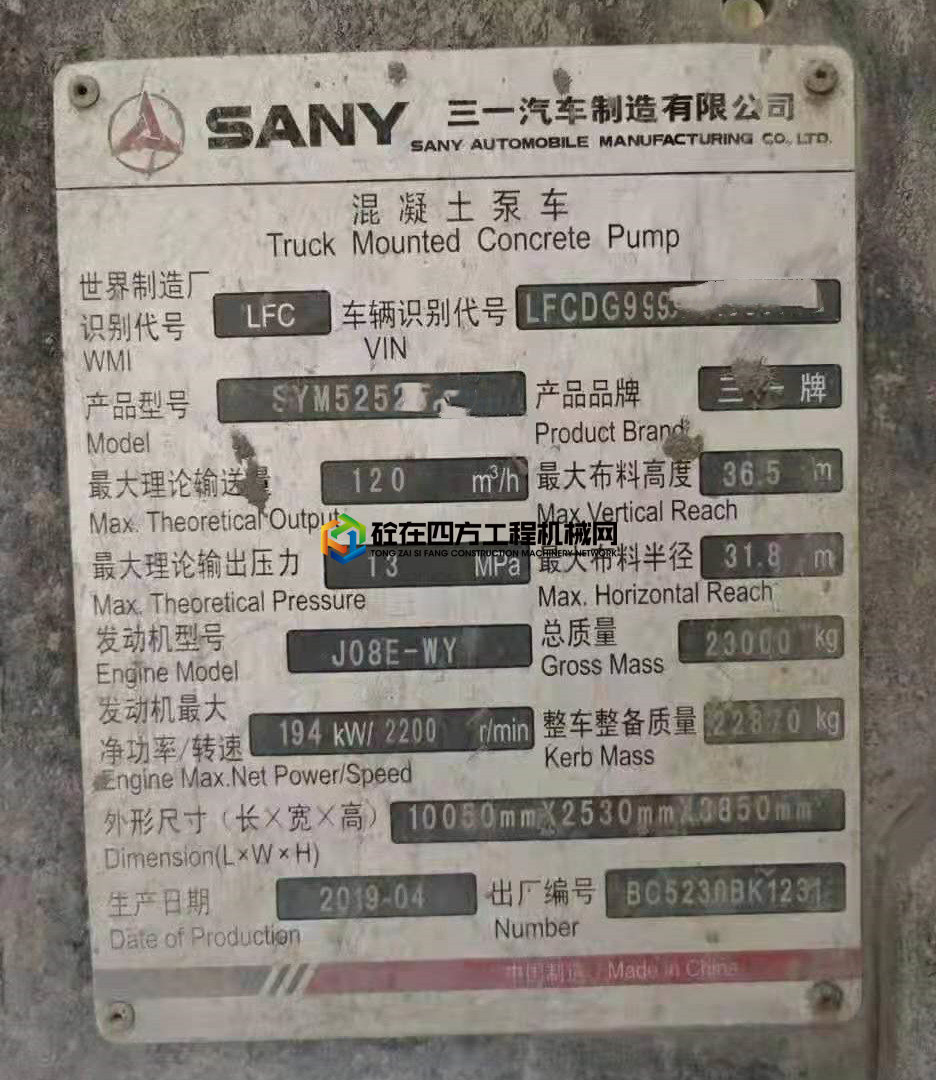 SANY 三一汽车制造有限公司
SANY AUTOMOBILE MANUFACTURING CO., LTD.
混凝土泵车
Truck Mounted Concrete Pump
世界制造厂
识别代号 LFC 车辆识别代号 LFCDG999
WMI VIN
产品型号 SYM5252 产品品牌 三一牌
Model Product Brand
最大理论输送量 120 m³/h 最大布料高度 36.5 m
Max. Theoretical Output Max. Vertical Reach
砼在四方工程机械网
TONG ZAI SI FANG CONSTRUCTION MACHINERY NETWORK
最大理论输出压力 13 MPa 最大布料半径 31.8 m
Max. Theoretical Pressure Max. Horizontal Reach
发动机型号 J08E-WY 总质量 23000 kg
Engine Model Gross Mass
发动机最大
净功率/转速 194 kW/ 2200 r/min 整车整备质量 22870 kg
Engine Max.Net Power/Speed Kerb Mass
外形尺寸（长×宽×高） 10050mmX2530mmX3850mm
Dimension(L×W×H)
生产日期 2019-04 出厂编号 BC5230BK1231
Date of Production Number
中国制造 / Made in China